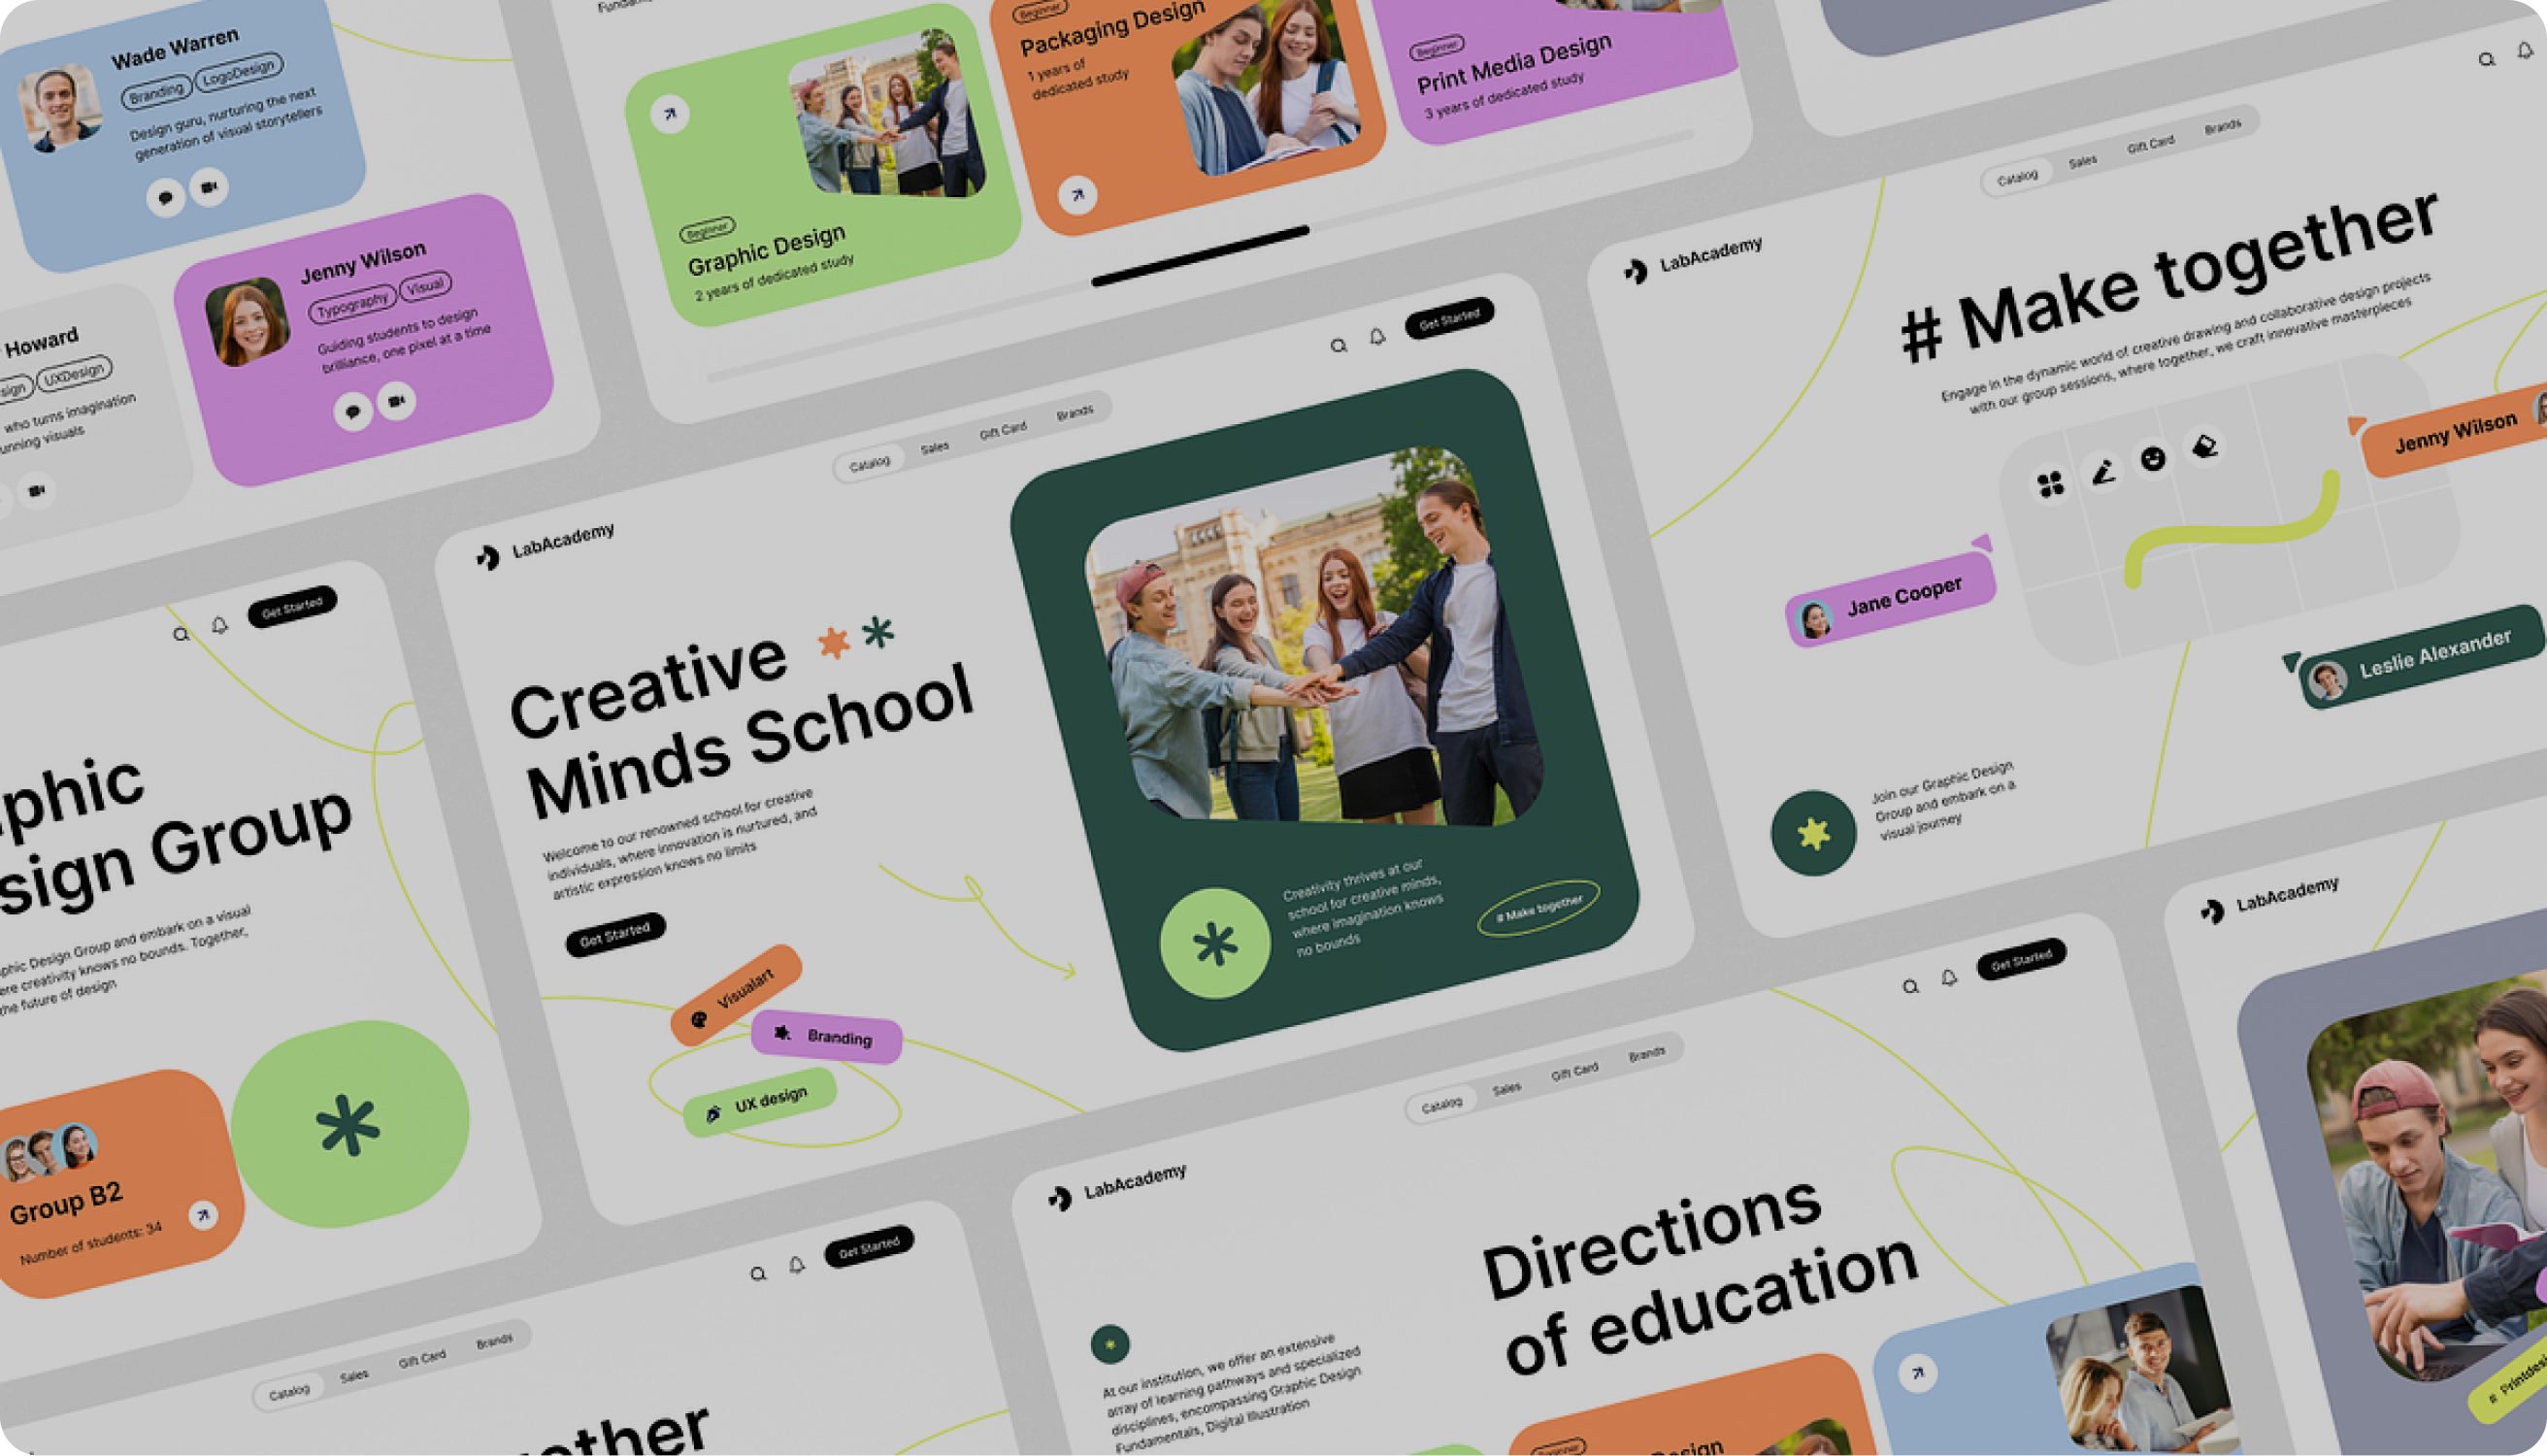 Wade Warren
Branding
LogoDesign
Design guru, nurturing the next
generation of visual storytellers
Jenny Wilson
Typography
Visual
Guiding students to design
brilliance, one pixel at a time
Howard
UXDesign
who turns imagination
visuals
Beginner
Graphic Design
2 years of dedicated study
Beginner
Packaging Design
1 years of
dedicated study
Beginner
Print Media Design
3 years of dedicated study
LabAcademy
Catalog
Sales
Gift Card
Brands
# Make together
Engage in the dynamic world of creative drawing and collaborative design projects
with our group sessions, where together, we craft innovative masterpieces
Jenny Wilson
Jane Cooper
Leslie Alexander
Join our Graphic Design
Group and embark on a
visual journey
Get Started
phic
sign Group
phic Design Group and embark on a visual
ere creativity knows no bounds. Together,
the future of design
Group B2
Number of students: 34
LabAcademy
Catalog
Sales
Gift Card
Brands
Get Started
Creative
Minds School
Welcome to our renowned school for creative
individuals, where innovation is nurtured, and
artistic expression knows no limits
Get Started
Visualart
Branding
UX design
Creativity thrives at our
school for creative minds,
where imagination knows
no bounds
# Make together
Catalog
Sales
Gift Card
Brands
Get Started
ether
LabAcademy
Catalog
Sales
Gift Card
Brands
Get Started
Directions
of education
At our institution, we offer an extensive
array of learning pathways and specialized
disciplines, encompassing Graphic Design
Fundamentals, Digital Illustration
Beginner
Design
LabAcademy
# Printdesi